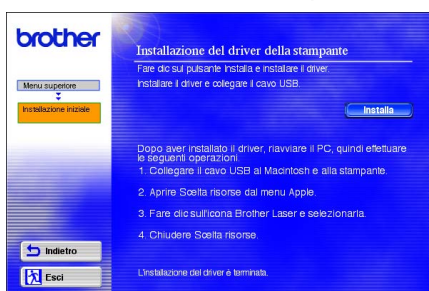 brother
Installazione del driver della stampante
Fare clic sul pulsante Installa e installare il driver.
Installare il driver e collegare il cavo USB.
Menu superiore
Installazione iniziale
Installa
Dopo aver installato il driver, riavviare il PC, quindi effettuare
le seguenti operazioni.
1. Collegare il cavo USB al Macintosh e alla stampante.
2. Aprire Scelta risorse dal menu Apple.
3. Fare clic sull'icona Brother Laser e selezionarla.
4. Chiudere Scelta risorse.
Indietro
Esci
L'installazione del driver è terminata.